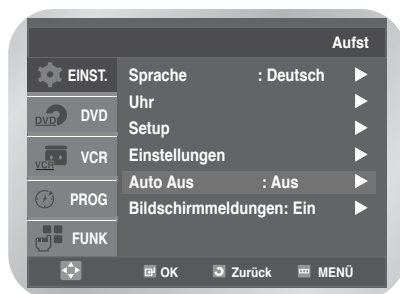 Aufst
EINST.
DVD
VCR
PROG
FUNK
Sprache : Deutsch
Uhr
Setup
Einstellungen
Auto Aus : Aus
Bildschirmmeldungen: Ein
OK Zurück MENÜ